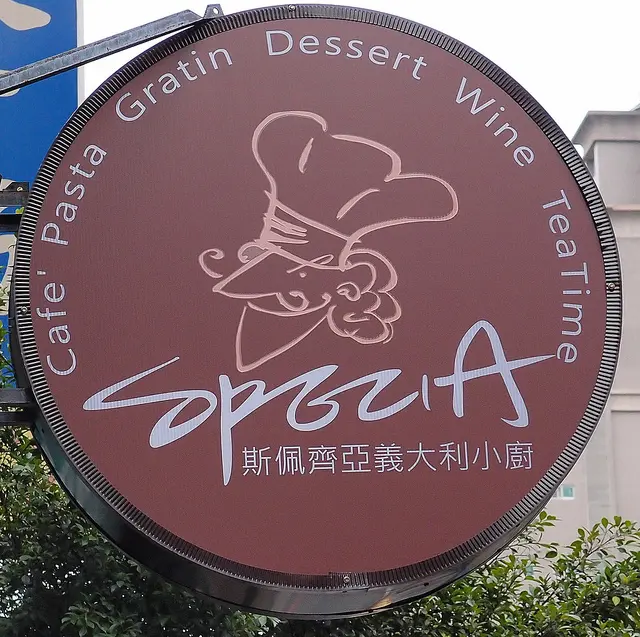 Cafe' Pasta Gratin Dessert Wine TeaTime
SPEZIA
斯佩齊亞義大利小廚